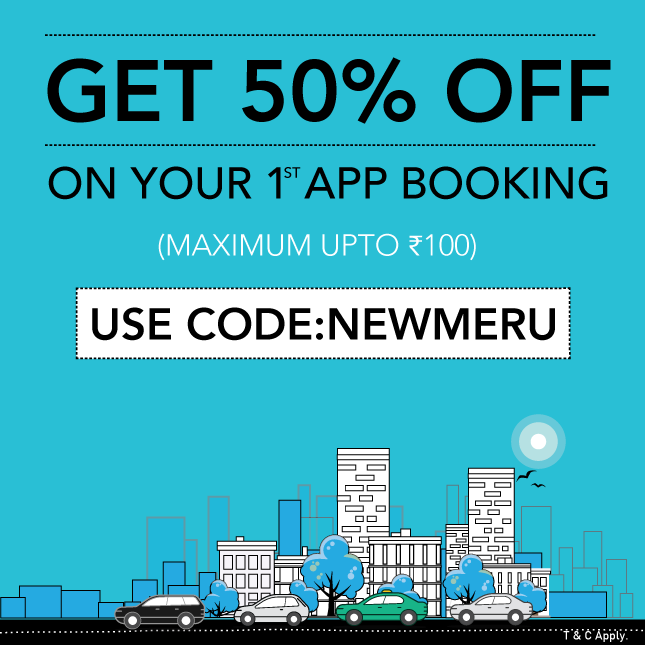 GET 50% OFF
ON YOUR 1ST APP BOOKING
(MAXIMUM UPTO ₹100)
USE CODE:NEWMERU
T & C Apply.